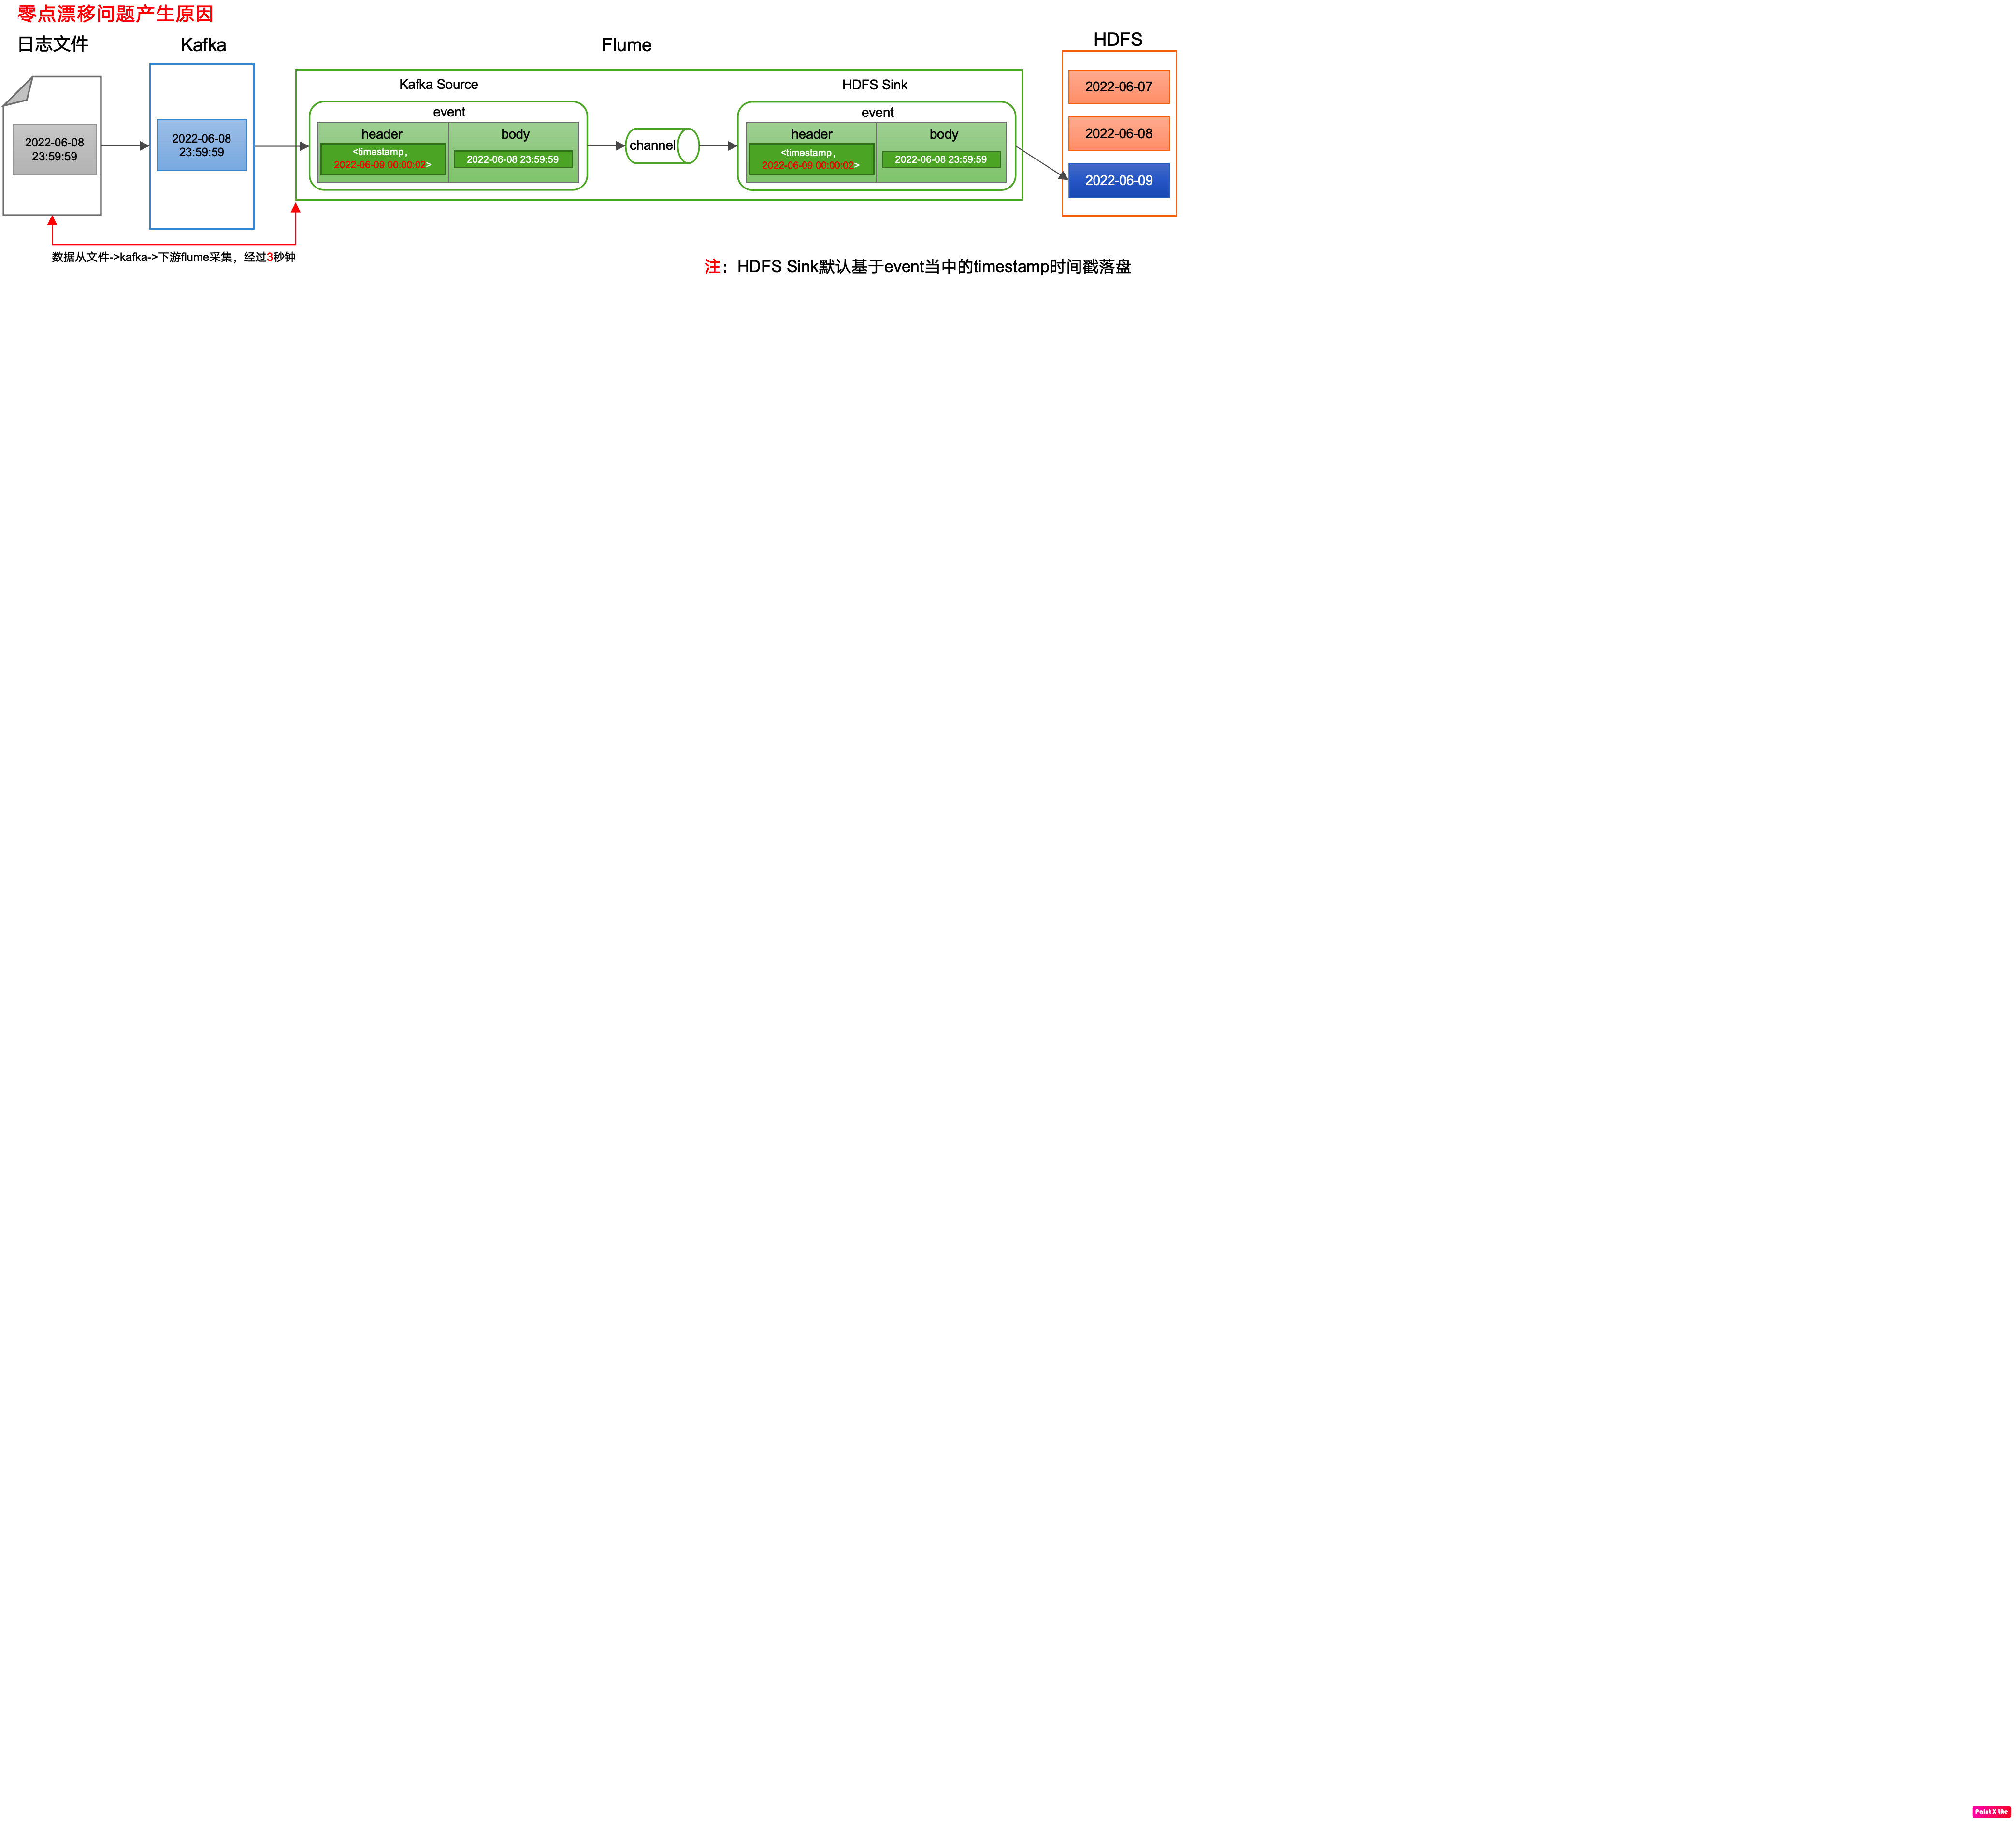 零点漂移问题产生原因
日志文件
Kafka
Flume
HDFS
2022-06-08
23:59:59
2022-06-08
23:59:59
Kafka Source
event
header
body
<timestamp,
2022-06-09 00:00:02>
2022-06-08 23:59:59
channel
HDFS Sink
event
header
body
<timestamp,
2022-06-09 00:00:02>
2022-06-08 23:59:59
2022-06-07
2022-06-08
2022-06-09
数据从文件->kafka->下游flume采集，经过3秒钟
注：HDFS Sink默认基于event当中的timestamp时间戳落盘
Paint X Lite